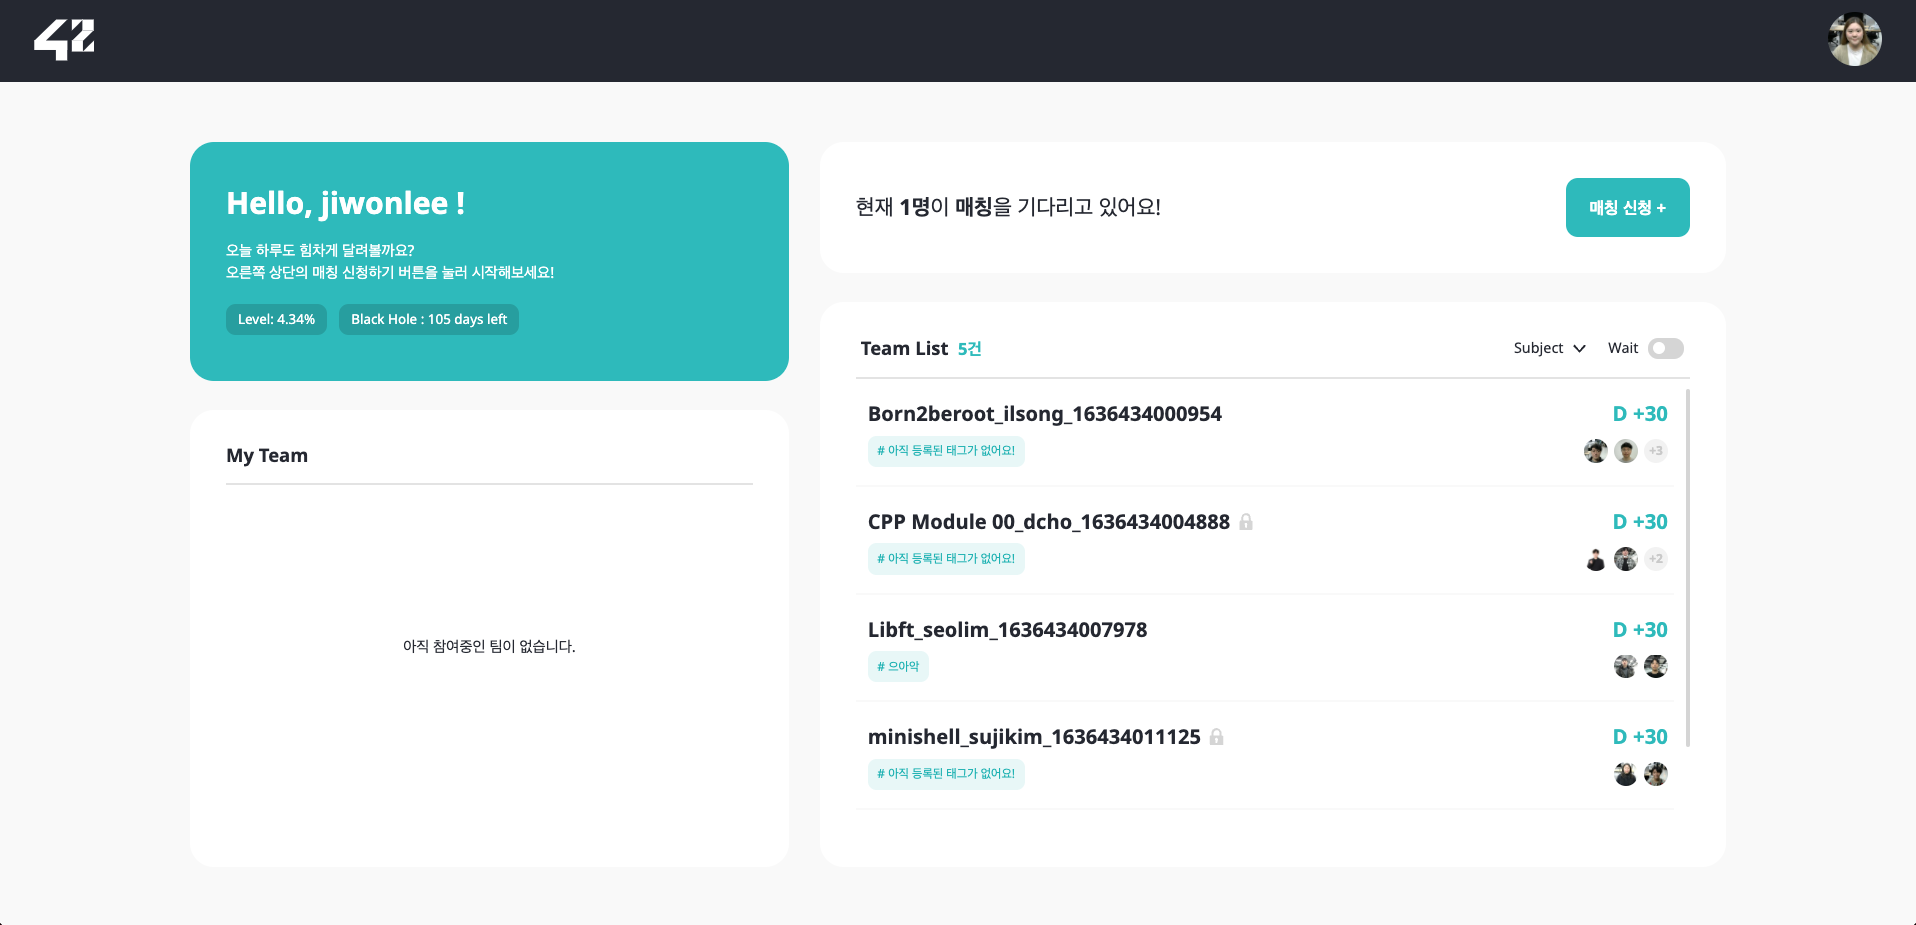 42
Hello, jiwonlee !
오늘 하루도 힘차게 달려볼까요?
오른쪽 상단의 매칭 신청하기 버튼을 눌러 시작해보세요!
Level: 4.34%
Black Hole : 105 days left
My Team
아직 참여중인 팀이 없습니다.
현재 1명이 매칭을 기다리고 있어요!
매칭 신청 +
Team List 5건
Subject
Wait
Born2beroot_ilsong_1636434000954
D +30
# 아직 등록된 태그가 없어요!
+3
CPP Module 00_dcho_1636434004888
D +30
# 아직 등록된 태그가 없어요!
+2
Libft_seolim_1636434007978
D +30
# 으아악
minishell_sujikim_1636434011125
D +30
# 아직 등록된 태그가 없어요!